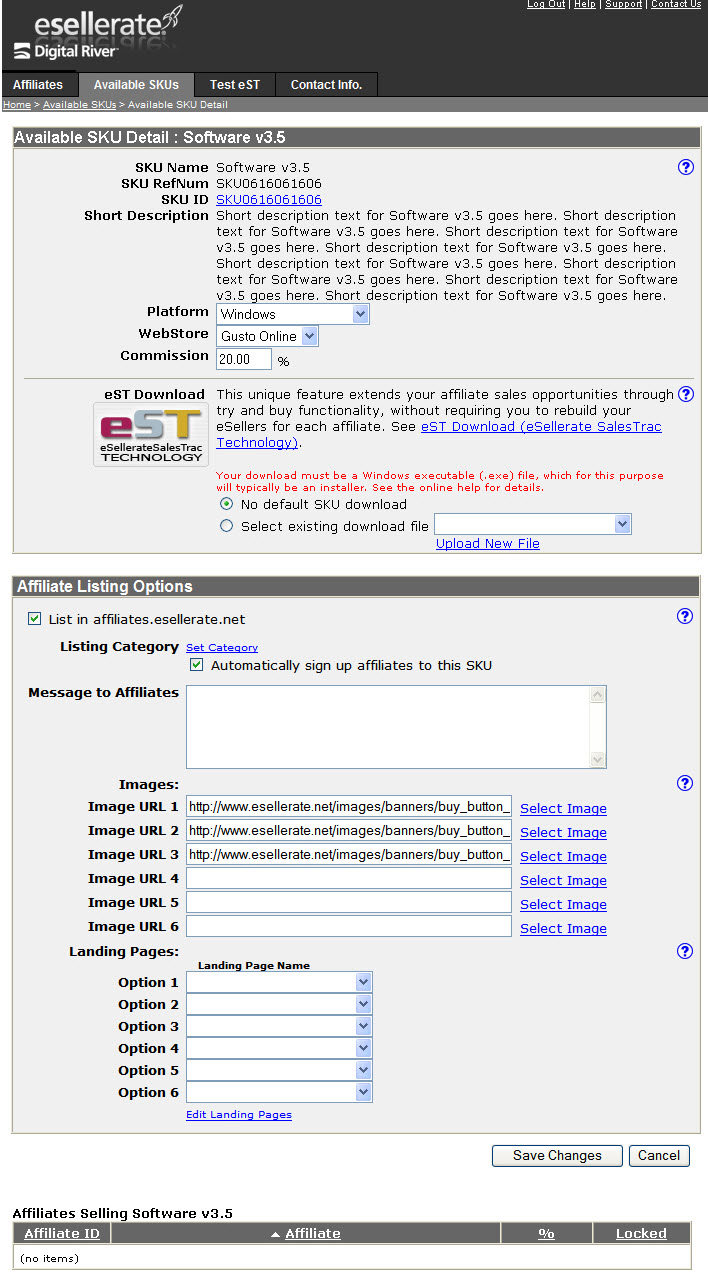 Log Out | Help | Support | Contact Us
esellerate
Digital River
Affiliates Available SKUs Test eST Contact Info.
Home > Available SKUs > Available SKU Detail
Available SKU Detail : Software v3.5
SKU Name Software v3.5 ?
SKU RefNum SKU0616061606
SKU ID SKU0616061606
Short Description Short description text for Software v3.5 goes here. Short description
text for Software v3.5 goes here. Short description text for Software
v3.5 goes here. Short description text for Software v3.5 goes here.
Short description text for Software v3.5 goes here. Short description
text for Software v3.5 goes here. Short description text for Software
v3.5 goes here. Short description text for Software v3.5 goes here.
Platform Windows
WebStore Gusto Online
Commission 20.00 %
eST Download This unique feature extends your affiliate sales opportunities through ?
try and buy functionality, without requiring you to rebuild your
eSellers for each affiliate. See eST Download (eSellerate SalesTrac
Technology).
eST
eSellerateSalesTrac
TECHNOLOGY
Your download must be a Windows executable (.exe) file, which for this purpose
will typically be an installer. See the online help for details.
No default SKU download
Select existing download file
Upload New File
Affiliate Listing Options
List in affiliates.esellerate.net ?
Listing Category Set Category
Automatically sign up affiliates to this SKU
Message to Affiliates
Images: ?
Image URL 1 http://www.esellerate.net/images/banners/buy_button_ Select Image
Image URL 2 http://www.esellerate.net/images/banners/buy_button_ Select Image
Image URL 3 http://www.esellerate.net/images/banners/buy_button_ Select Image
Image URL 4 Select Image
Image URL 5 Select Image
Image URL 6 Select Image
Landing Pages: ?
Landing Page Name
Option 1
Option 2
Option 3
Option 4
Option 5
Option 6
Edit Landing Pages
Save Changes Cancel
Affiliates Selling Software v3.5
Affiliate ID Affiliate % Locked
(no items)